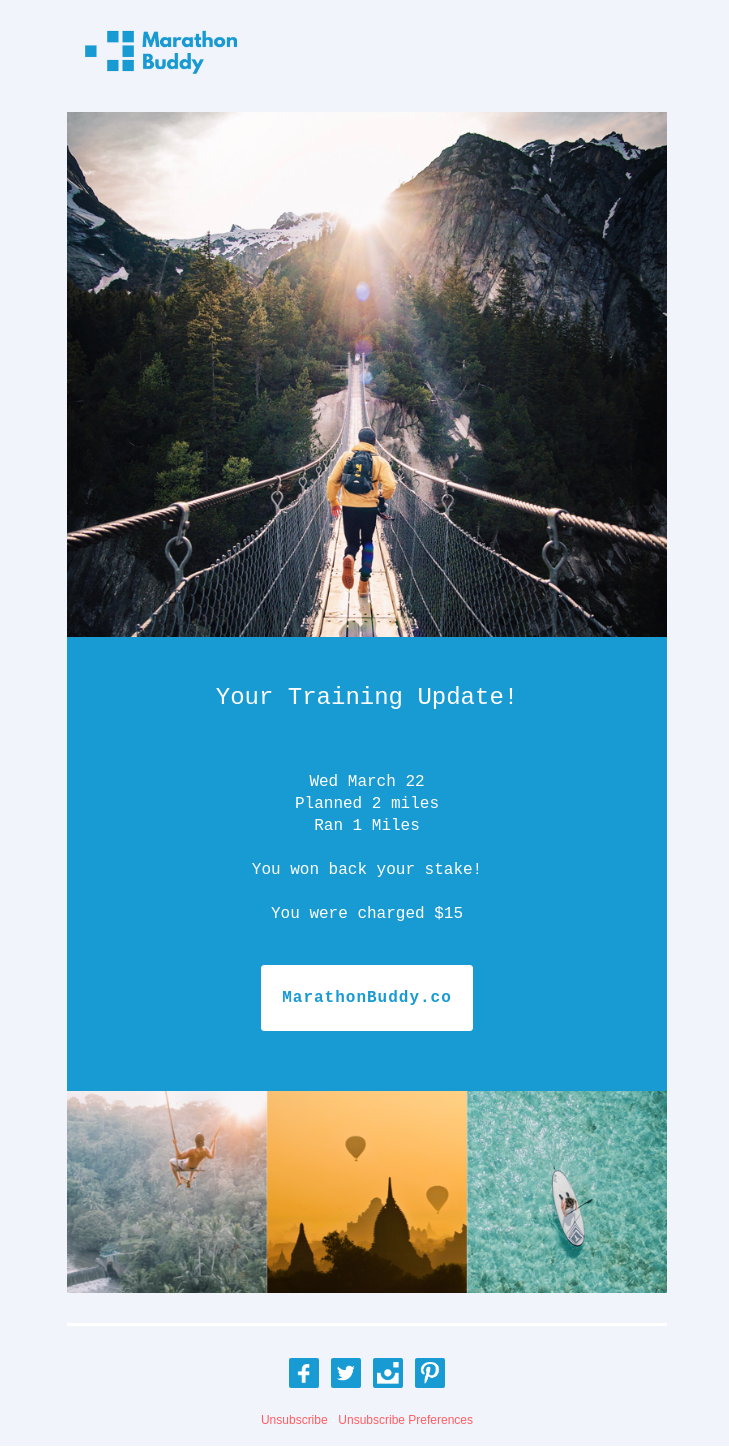 Marathon
Buddy
Your Training Update!
Wed March 22
Planned 2 miles
Ran 1 Miles
You won back your stake!
You were charged $15
MarathonBuddy.co
Unsubscribe Unsubscribe Preferences